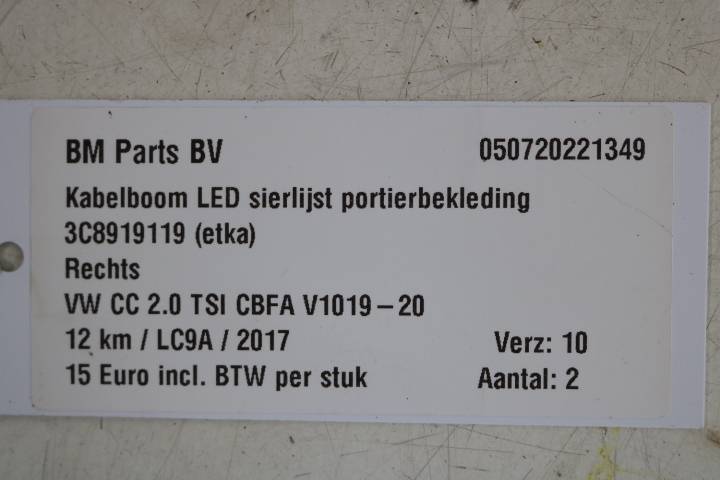 BM Parts BV 050720221349
Kabelboom LED sierlijst portierbekleding
3C8919119 (etka)
Rechts
VW CC 2.0 TSI CBFA V1019-20
12 km / LC9A / 2017 Verz: 10
15 Euro incl. BTW per stuk Aantal: 2